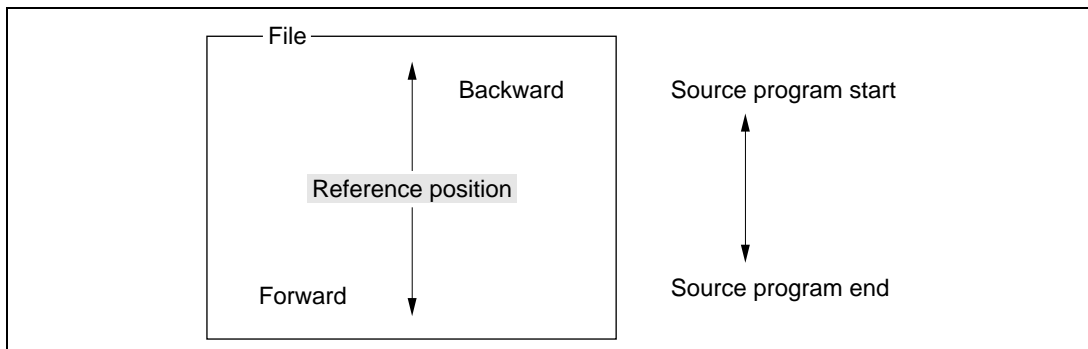 File
Backward
Source program start
Reference position
Forward
Source program end